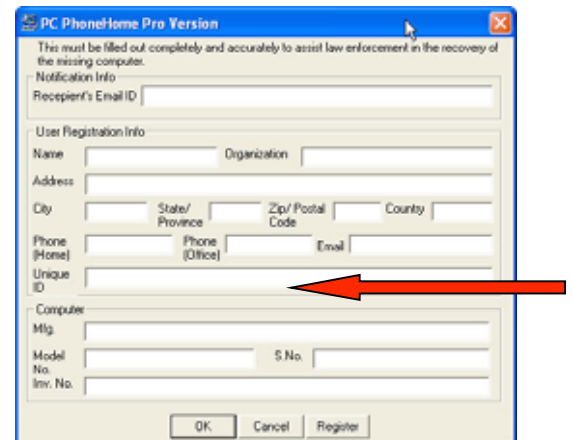 PC PhoneHome Pro Version
This must be filled out completely and accurately to assist law enforcement in the recovery of
the missing computer.
Notification Info
Recepient's Email ID
User Registration Info
Name Organization
Address
City State/ Province Zip/ Postal Code Country
Phone (Home) Phone (Office) Email
Unique ID
Computer
Mfg.
Model No. S.No.
Inv. No.
OK Cancel Register